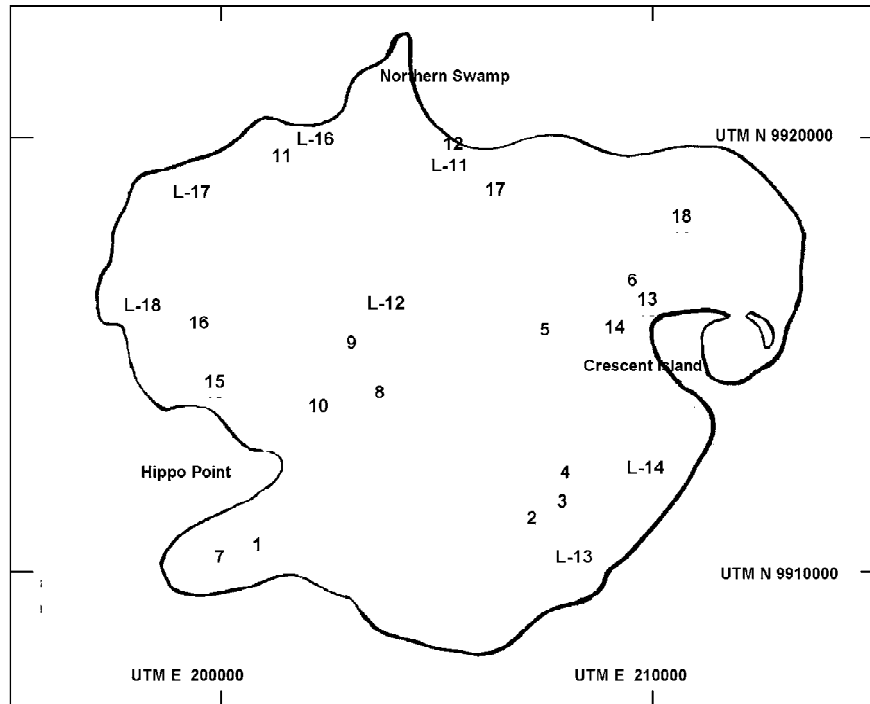 Northern Swamp
UTM N 9920000
L-16
12
11
L-11
L-17
17
18
6
13
L-18
L-12
16
14
5
9
Crescent Island
15
8
10
Hippo Point
4
L-14
3
2
1
7
L-13
UTM N 9910000
UTM E 200000
UTM E 210000